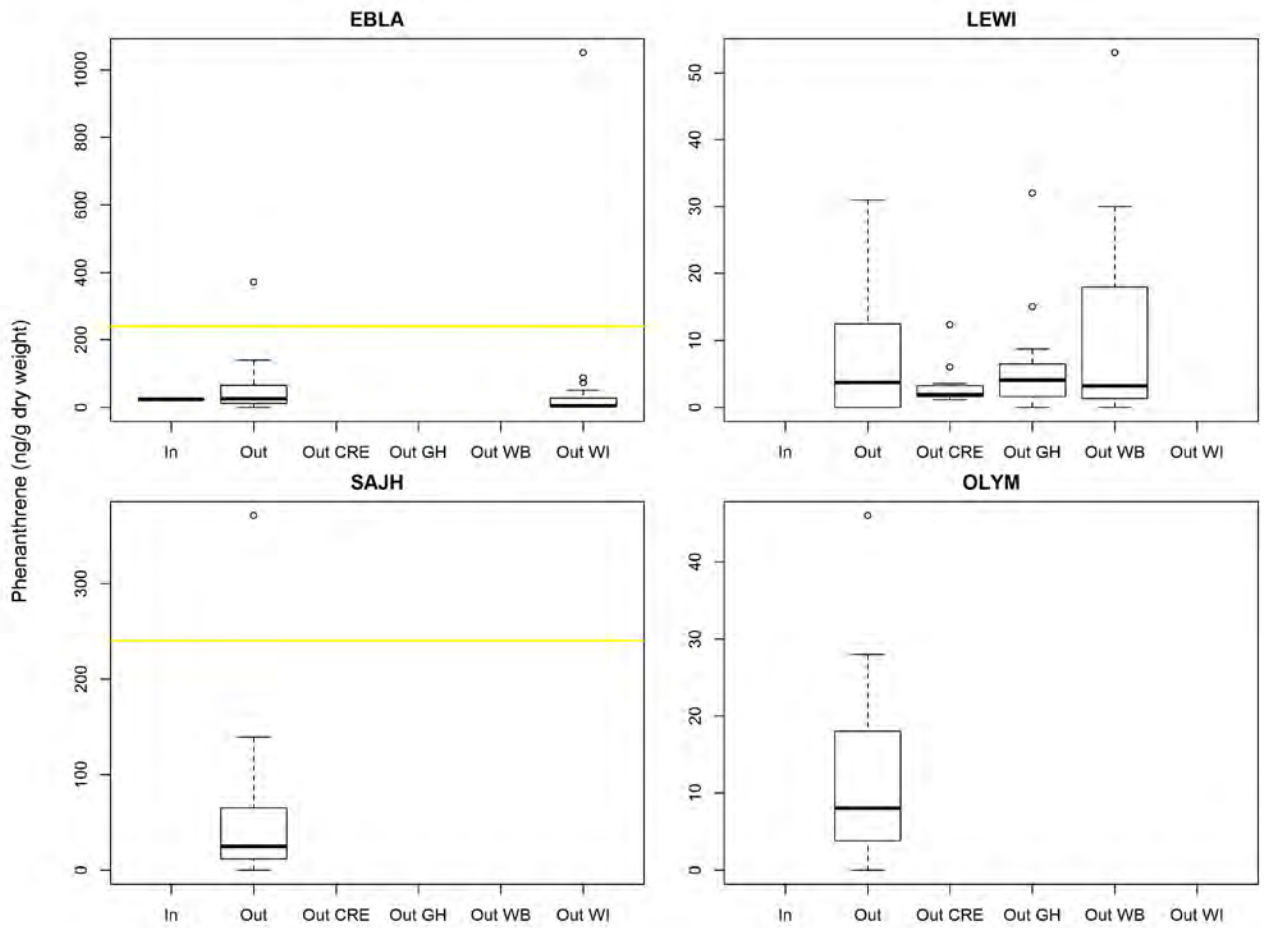 EBLA
LEWI
1000
800
600
400
200
0
50
40
30
20
10
0
In Out Out CRE Out GH Out WB Out WI
In Out Out CRE Out GH Out WB Out WI
Phenanthrene (ng/g dry weight)
SAJH
OLYM
300
200
100
0
40
30
20
10
0
In Out Out CRE Out GH Out WB Out WI
In Out Out CRE Out GH Out WB Out WI